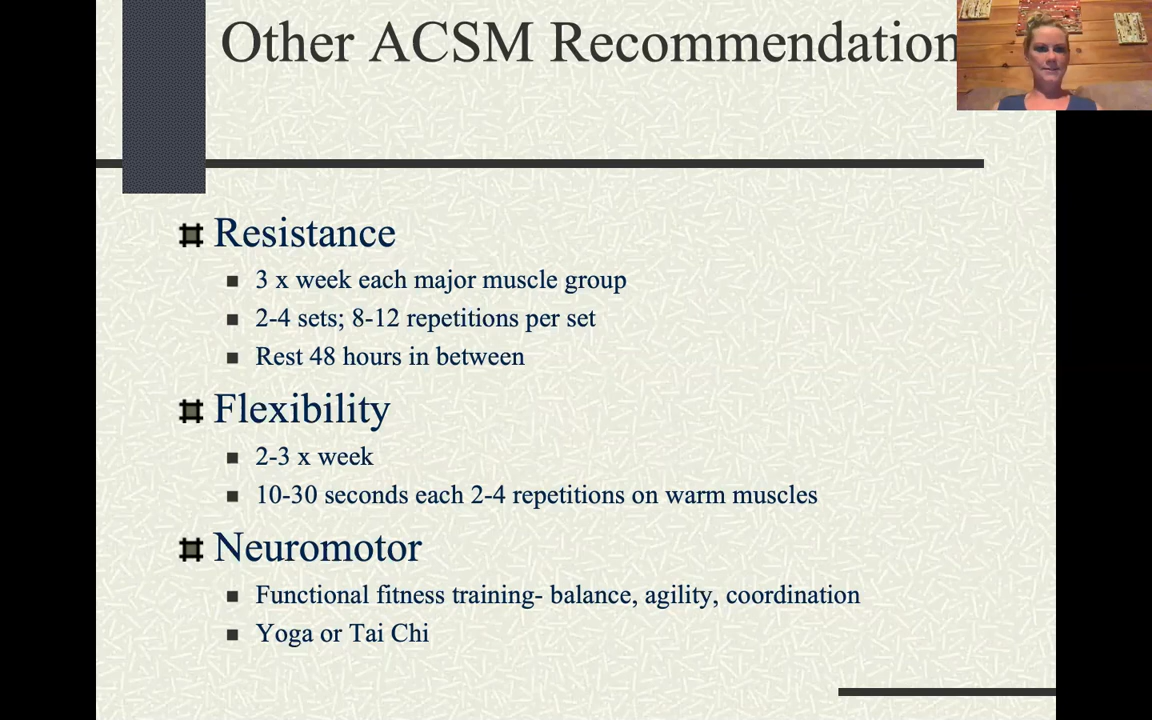 Other ACSM Recommendation
Resistance
3 x week each major muscle group
2-4 sets; 8-12 repetitions per set
Rest 48 hours in between
Flexibility
2-3 x week
10-30 seconds each 2-4 repetitions on warm muscles
Neuromotor
Functional fitness training- balance, agility, coordination
Yoga or Tai Chi